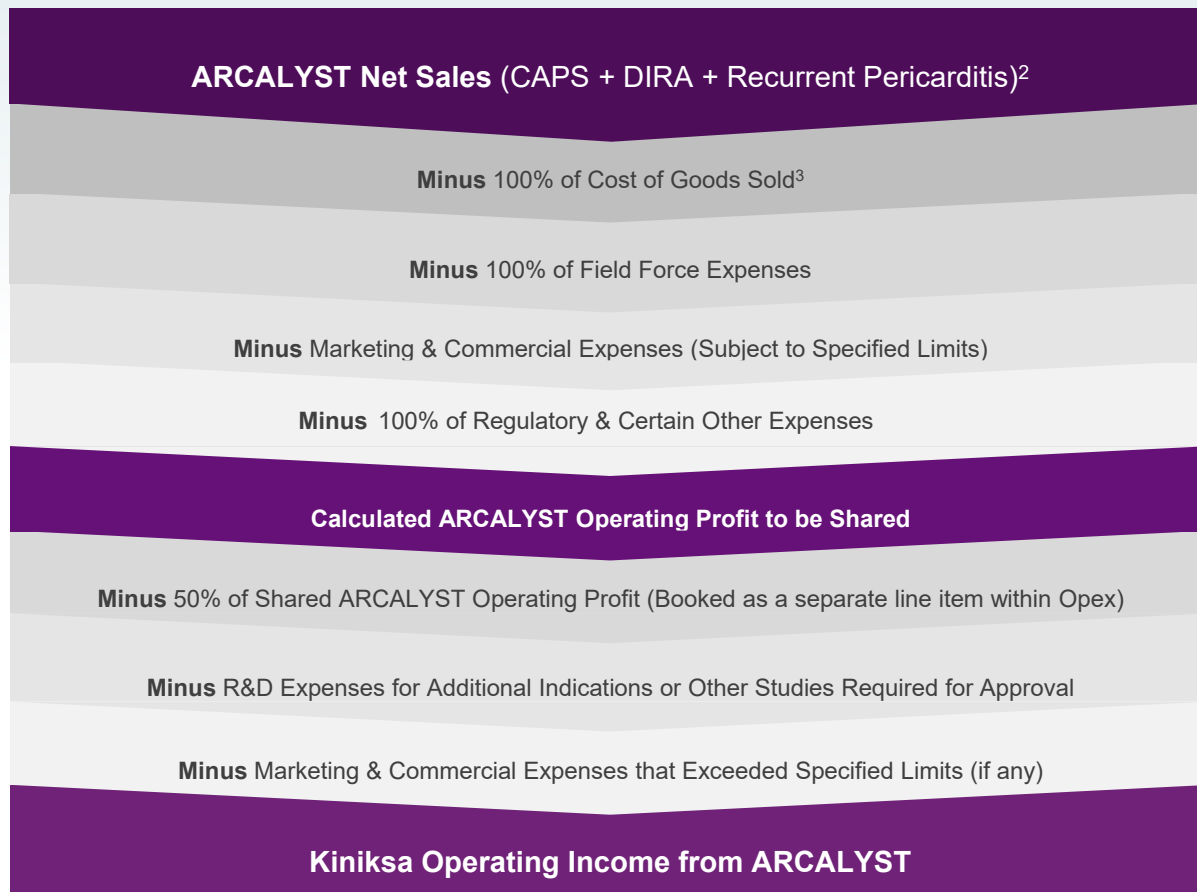 ARCALYST Net Sales (CAPS + DIRA + Recurrent Pericarditis)2
Minus 100% of Cost of Goods Sold3
Minus 100% of Field Force Expenses
Minus Marketing & Commercial Expenses (Subject to Specified Limits)
Minus 100% of Regulatory & Certain Other Expenses
Calculated ARCALYST Operating Profit to be Shared
Minus 50% of Shared ARCALYST Operating Profit (Booked as a separate line item within Opex)
Minus R&D Expenses for Additional Indications or Other Studies Required for Approval
Minus Marketing & Commercial Expenses that Exceeded Specified Limits (if any)
Kiniksa Operating Income from ARCALYST